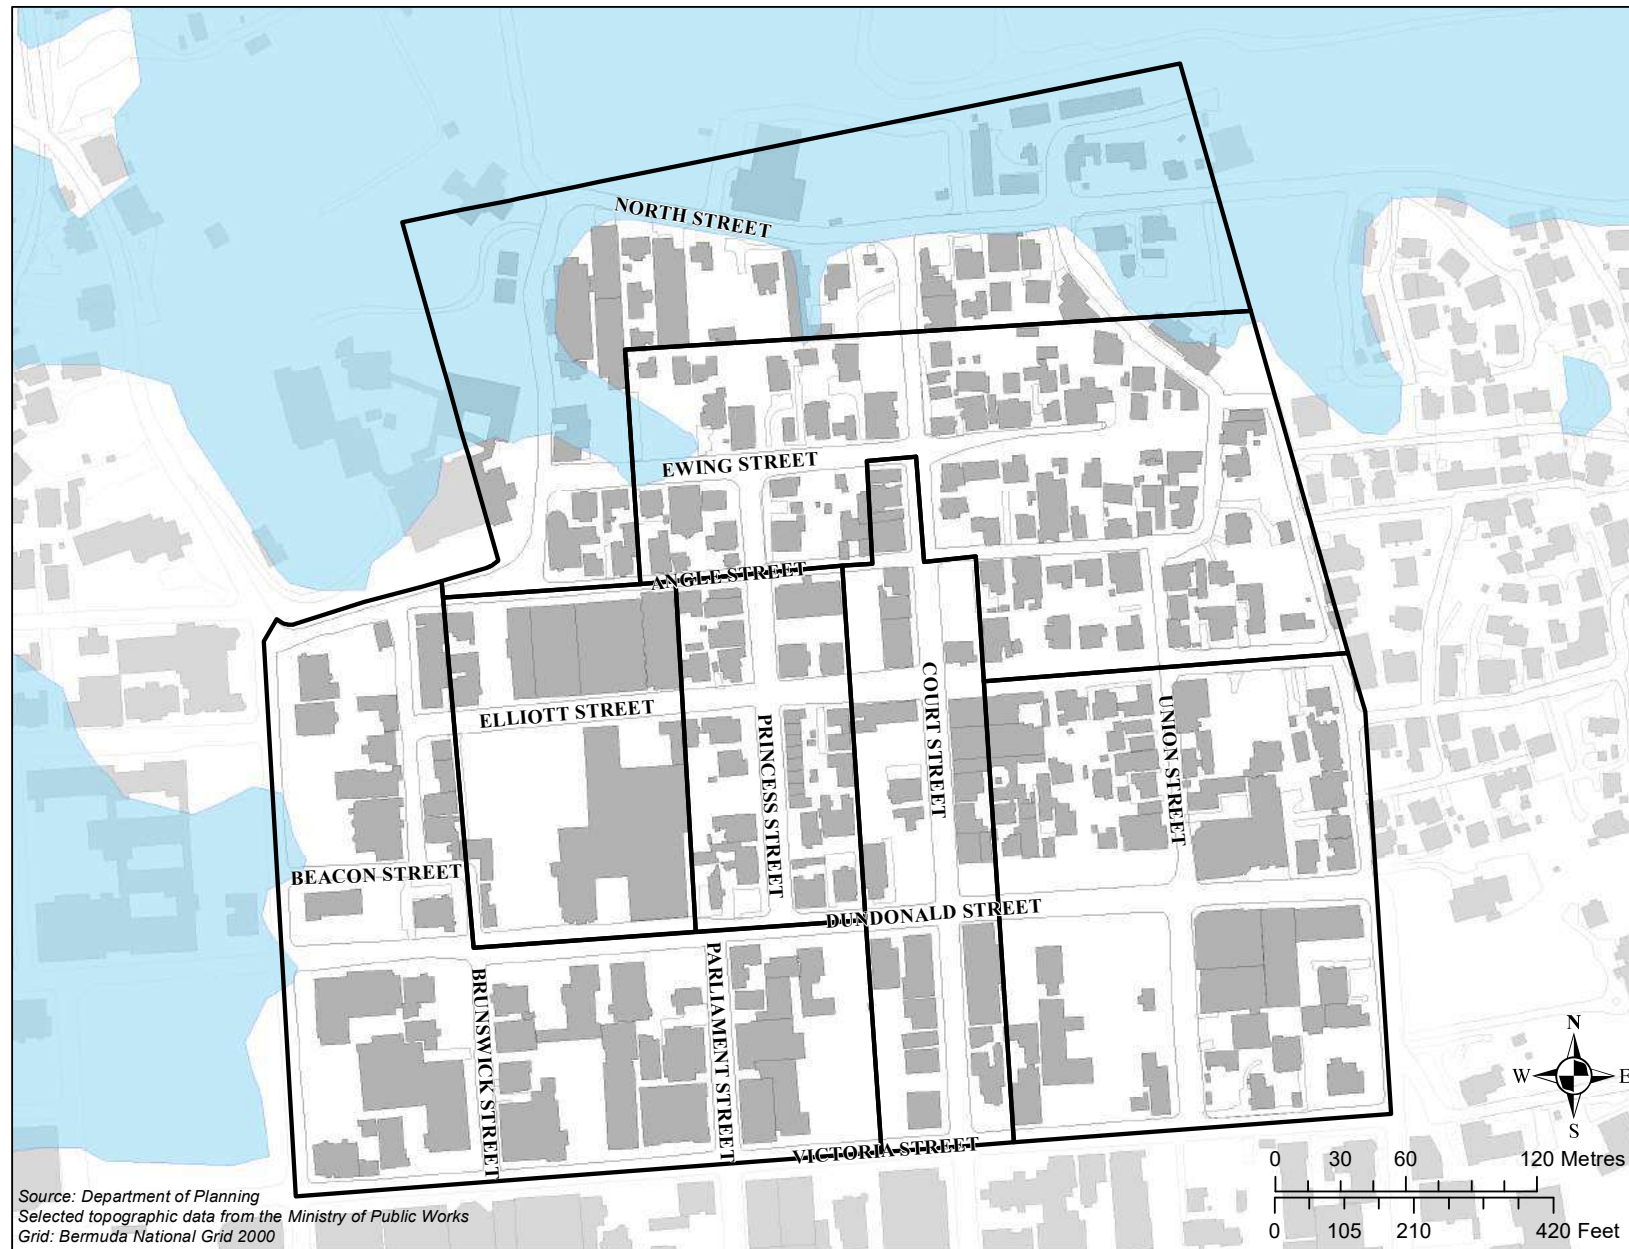 NORTH STREET
EWING STREET
ANGLE STREET
ELLIOTT STREET
COURT STREET
UNION STREET
PRINCESS STREET
BEACON STREET
DUNDONALD STREET
BRUNSWICK STREET
PARLIAMENT STREET
VICTORIA STREET
N
W E
S
0 30 60 120 Metres
0 105 210 420 Feet
Source: Department of Planning
Selected topographic data from the Ministry of Public Works
Grid: Bermuda National Grid 2000